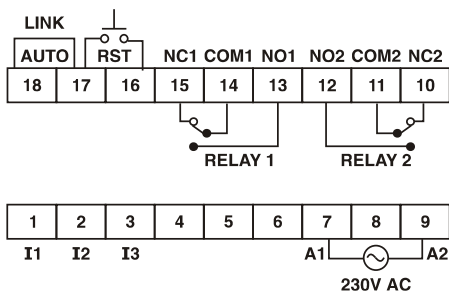 LINK
AUTO RST NC1 COM1 NO1 NO2 COM2 NC2
18 17 16 15 14 13 12 11 10
RELAY 1 RELAY 2
1 2 3 4 5 6 7 8 9
I1 I2 I3 A1 A2
230V AC